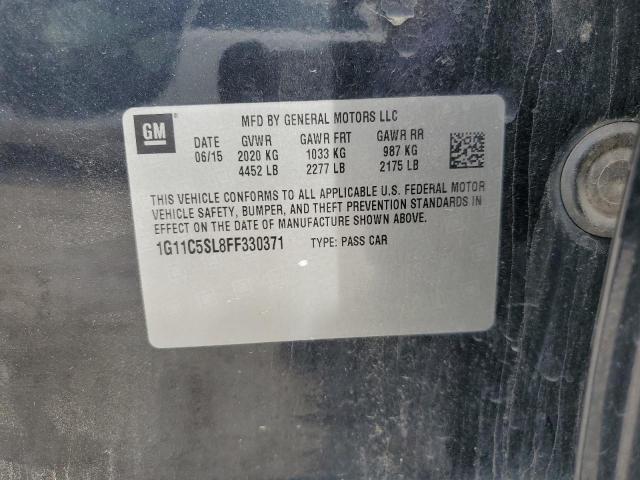 GM
MFD BY GENERAL MOTORS LLC
DATE GVWR GAWR FRT GAWR RR
06/15 2020 KG 1033 KG 987 KG
4452 LB 2277 LB 2175 LB
THIS VEHICLE CONFORMS TO ALL APPLICABLE U.S. FEDERAL MOTOR
VEHICLE SAFETY, BUMPER, AND THEFT PREVENTION STANDARDS IN
EFFECT ON THE DATE OF MANUFACTURE SHOWN ABOVE.
1G11C5SL8FF330371 TYPE: PASS CAR